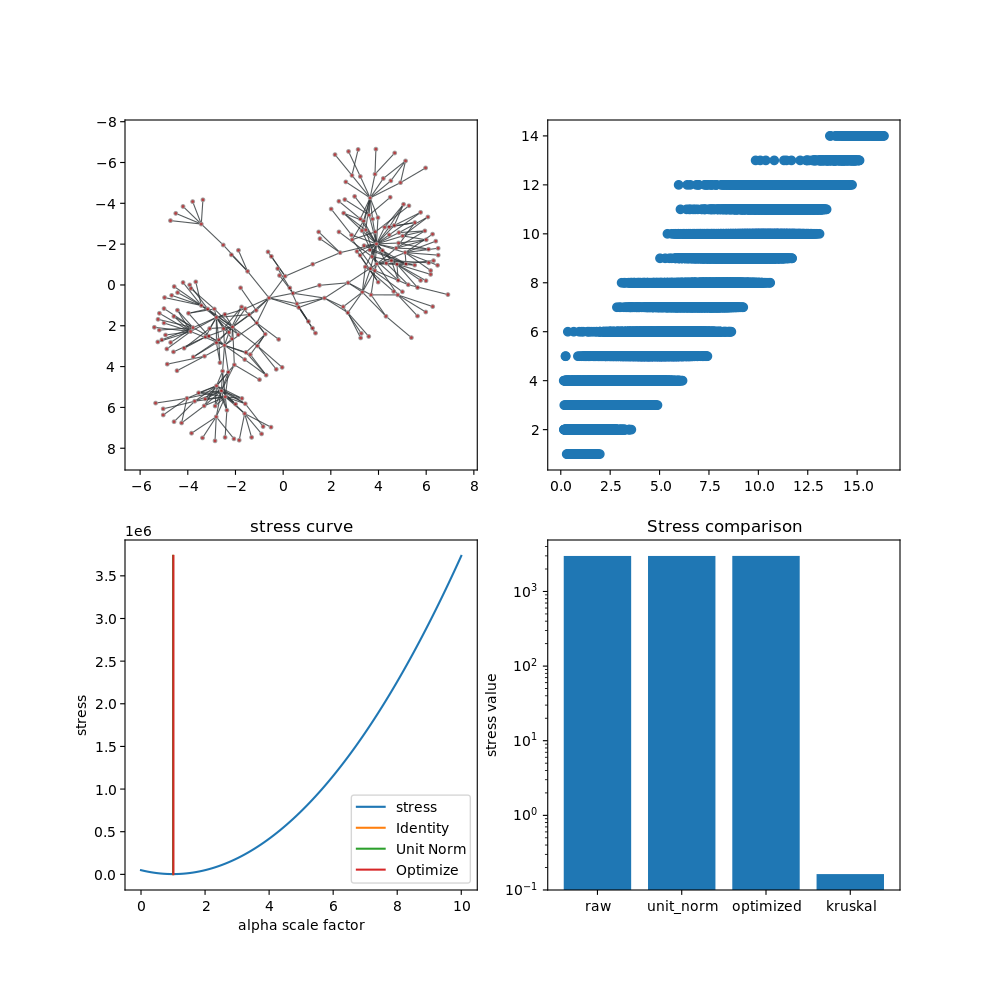 −8
−6
−4
−2
0
2
4
6
8
−6 −4 −2 0 2 4 6 8
14
12
10
8
6
4
2
0.0 2.5 5.0 7.5 10.0 12.5 15.0
stress curve
1e6
3.5
3.0
2.5
2.0
1.5
1.0
0.5
0.0
stress
stress
Identity
Unit Norm
Optimize
0 2 4 6 8 10
alpha scale factor
Stress comparison
10³
10²
10¹
10⁰
10⁻¹
stress value
raw unit_norm optimized kruskal